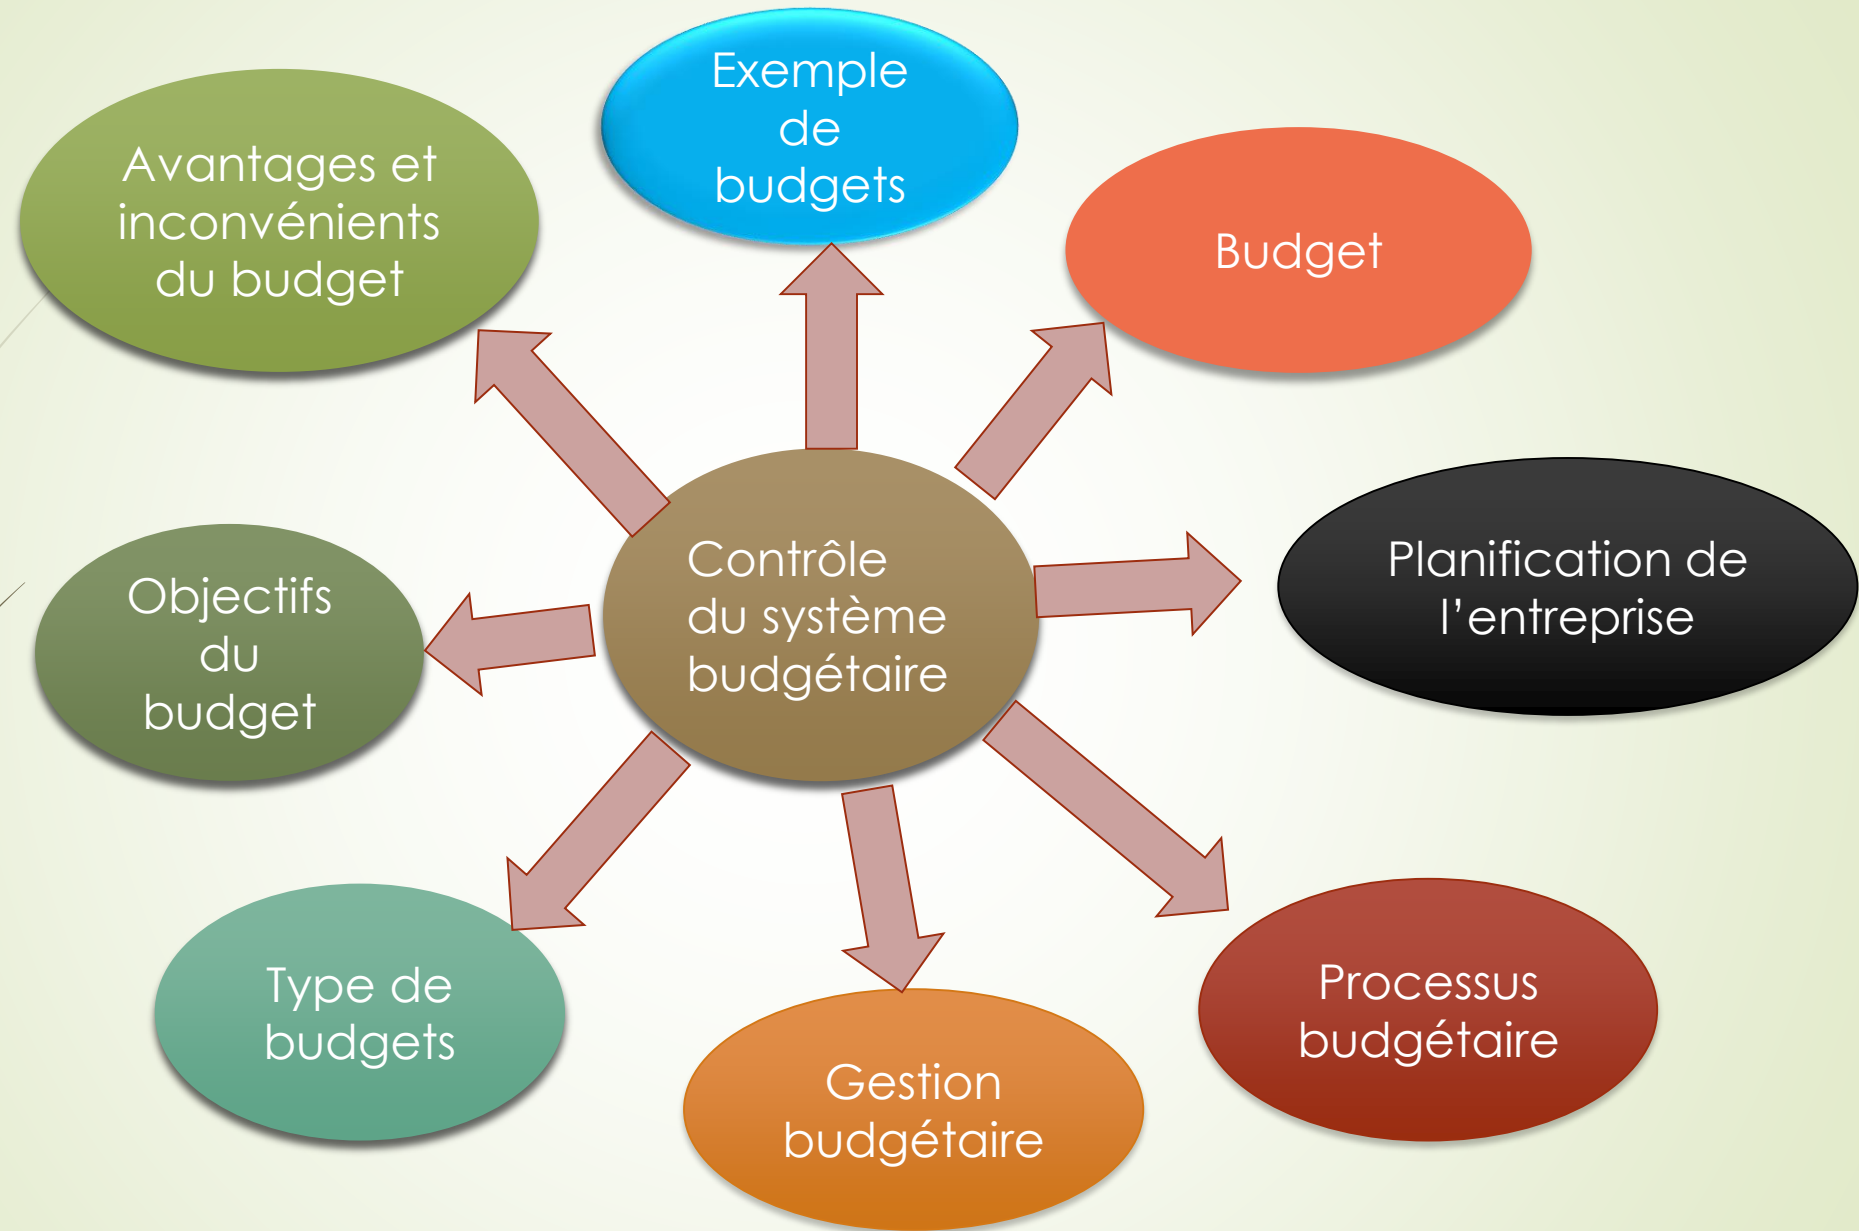 Exemple
de
budgets
Avantages et
inconvénients
du budget
Budget
Contrôle
du système
budgétaire
Planification de
l’entreprise
Objectifs
du
budget
Type de
budgets
Processus
budgétaire
Gestion
budgétaire